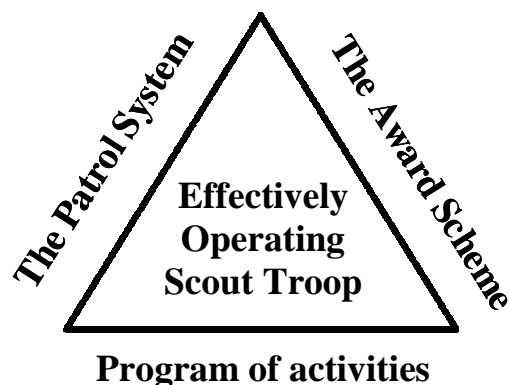 The Patrol System
The Award Scheme
Effectively
Operating
Scout Troop
Program of activities